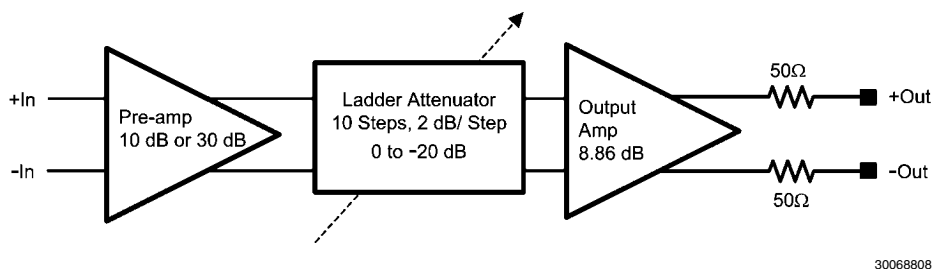 +In
-In
Pre-amp
10 dB or 30 dB
Ladder Attenuator
10 Steps, 2 dB/ Step
0 to -20 dB
Output
Amp
8.86 dB
50Ω
+Out
50Ω
-Out
30068808